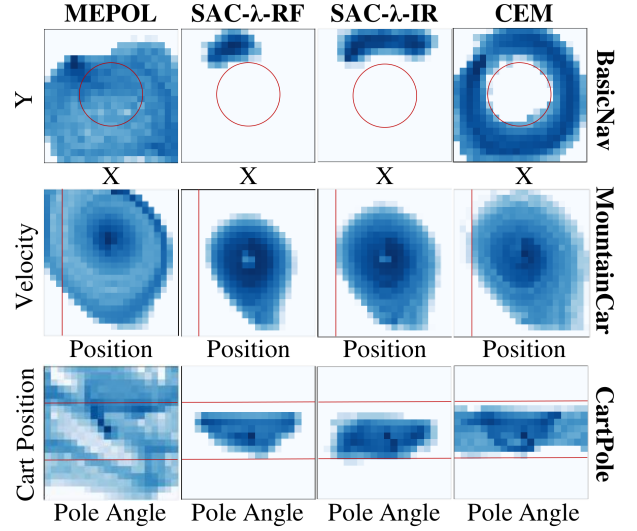 MEPOL SAC-λ-RF SAC-λ-IR CEM
Y BasicNav
X X X X
Velocity MountainCar
Position Position Position Position
Cart Position CartPole
Pole Angle Pole Angle Pole Angle Pole Angle